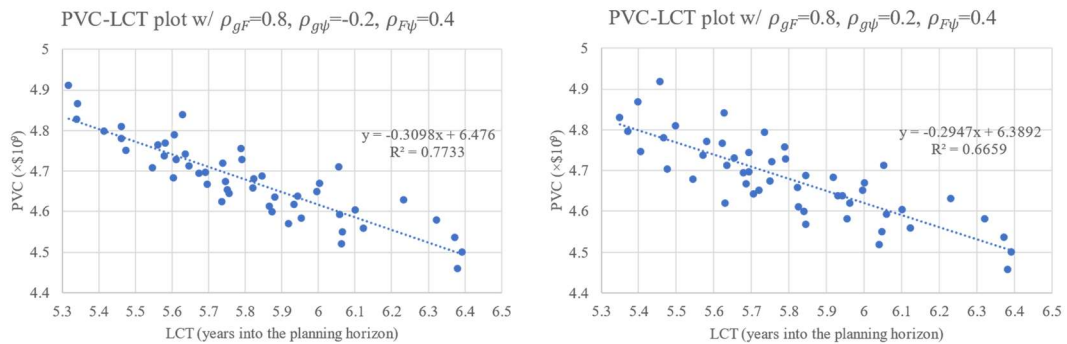 PVC-LCT plot w/ ρgF=0.8, ρgψ=-0.2, ρFψ=0.4
5
4.9
4.8
4.7
4.6
4.5
4.4
PVC (×$10⁹)
y = -0.3098x + 6.476
R² = 0.7733
5.3 5.4 5.5 5.6 5.7 5.8 5.9 6 6.1 6.2 6.3 6.4 6.5
LCT (years into the planning horizon)
PVC-LCT plot w/ ρgF=0.8, ρgψ=0.2, ρFψ=0.4
5
4.9
4.8
4.7
4.6
4.5
4.4
PVC (×$10⁹)
y = -0.2947x + 6.3892
R² = 0.6659
5.3 5.4 5.5 5.6 5.7 5.8 5.9 6 6.1 6.2 6.3 6.4 6.5
LCT (years into the planning horizon)